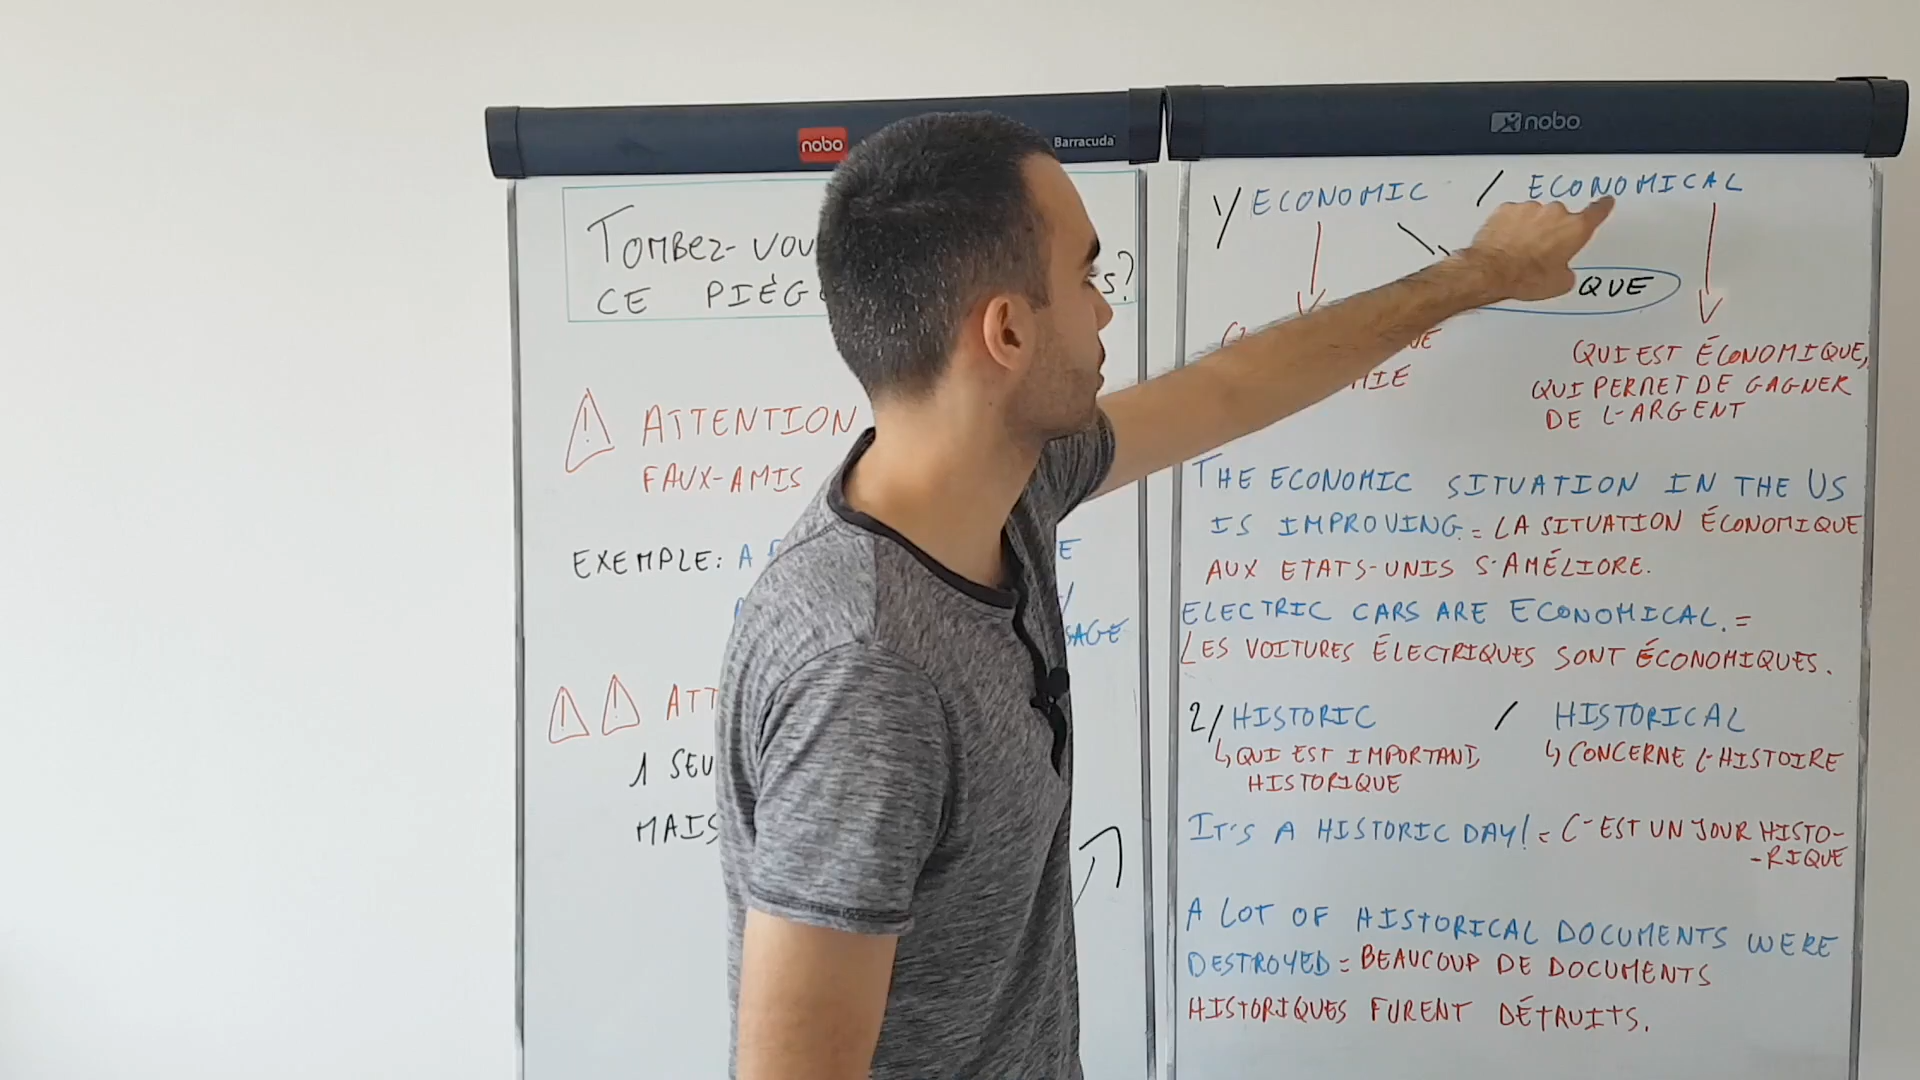 nobo
Barracuda
TOMBEZ-VOU
CE PIÈG
S?
ATTENTION
FAUX-AMIS
EXEMPLE: A
E
SAGE
ATT
1 SEU
MAIS
nobo
1/ ECONOMIC / ECONOMICAL
QUE
QUI EST ÉCONOMIQUE,
QUI PERMET DE GAGNER
DE L'ARGENT
THE ECONOMIC SITUATION IN THE US
IS IMPROVING. = LA SITUATION ÉCONOMIQUE
AUX ETATS-UNIS S'AMÉLIORE.
ELECTRIC CARS ARE ECONOMICAL. =
LES VOITURES ÉLECTRIQUES SONT ÉCONOMIQUES.
2/ HISTORIC / HISTORICAL
↳ QUI EST IMPORTANT, ↳ CONCERNE L'HISTOIRE
HISTORIQUE
IT'S A HISTORIC DAY! = C'EST UN JOUR HISTO-
-RIQUE
A LOT OF HISTORICAL DOCUMENTS WERE
DESTROYED = BEAUCOUP DE DOCUMENTS
HISTORIQUES FURENT DÉTRUITS.